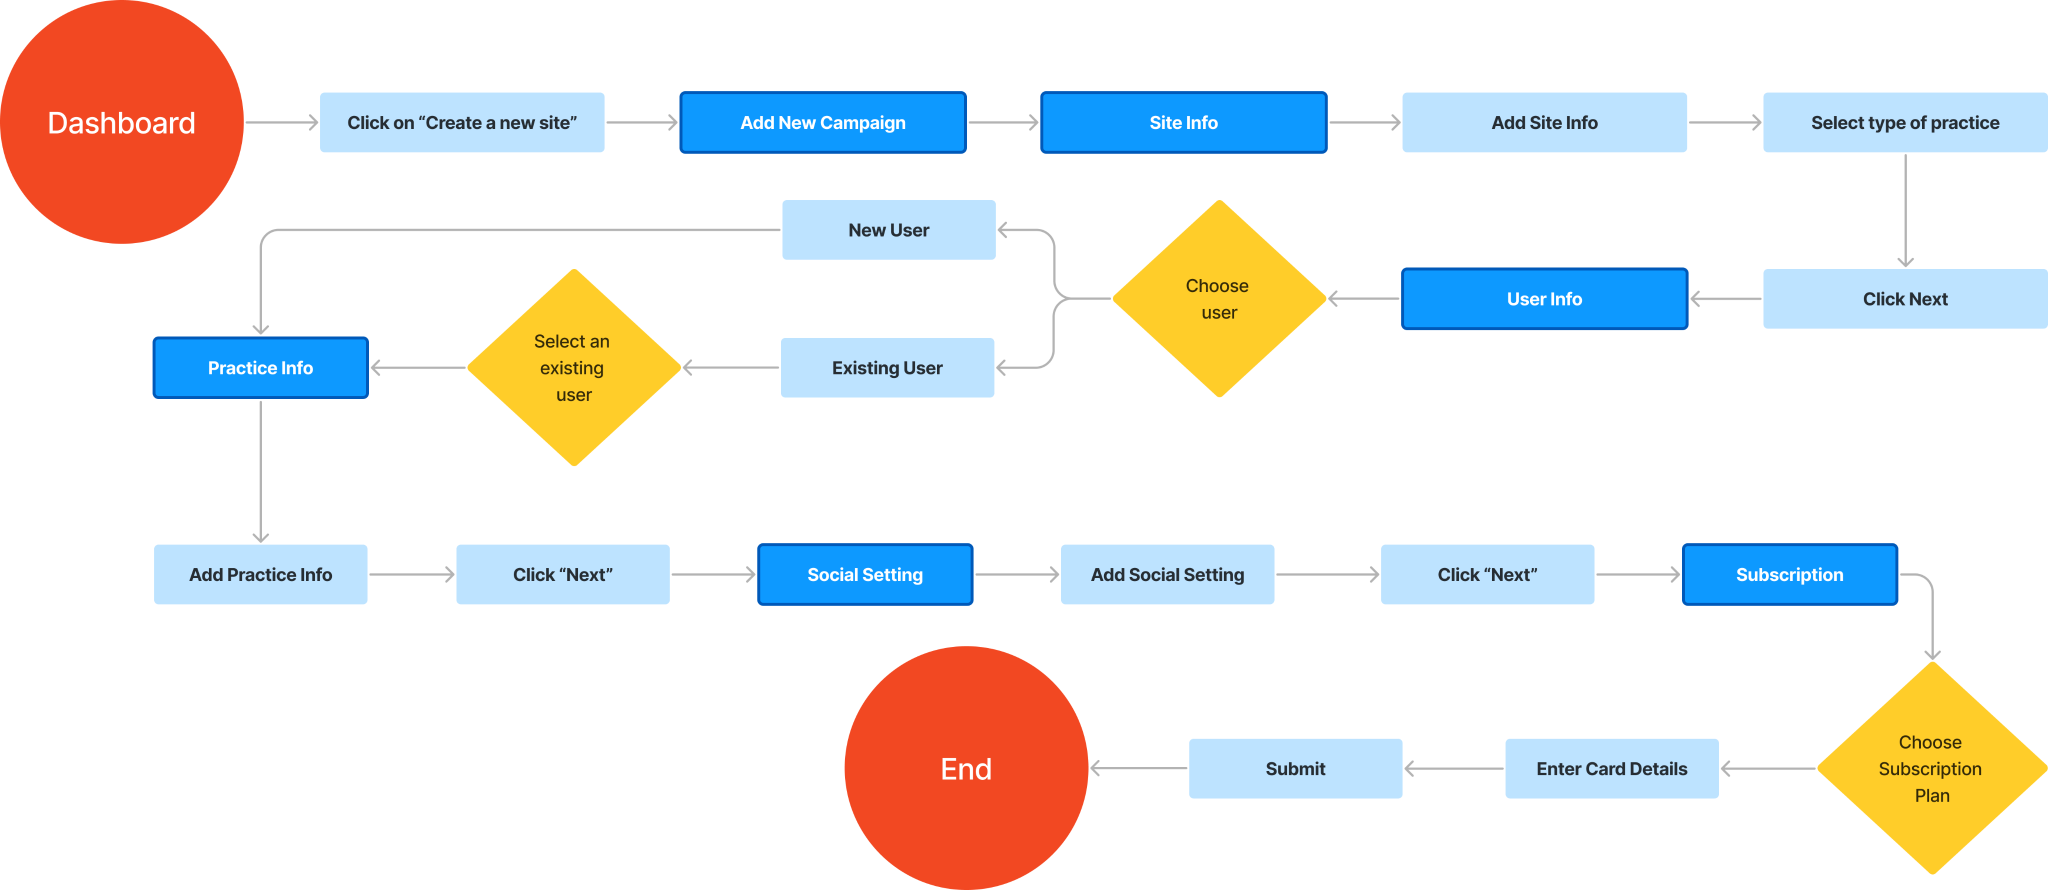 Dashboard
Click on “Create a new site”
Add New Campaign
Site Info
Add Site Info
Select type of practice
Click Next
User Info
Choose
user
New User
Existing User
Select an
existing
user
Practice Info
Add Practice Info
Click “Next”
Social Setting
Add Social Setting
Click “Next”
Subscription
Choose
Subscription
Plan
Enter Card Details
Submit
End